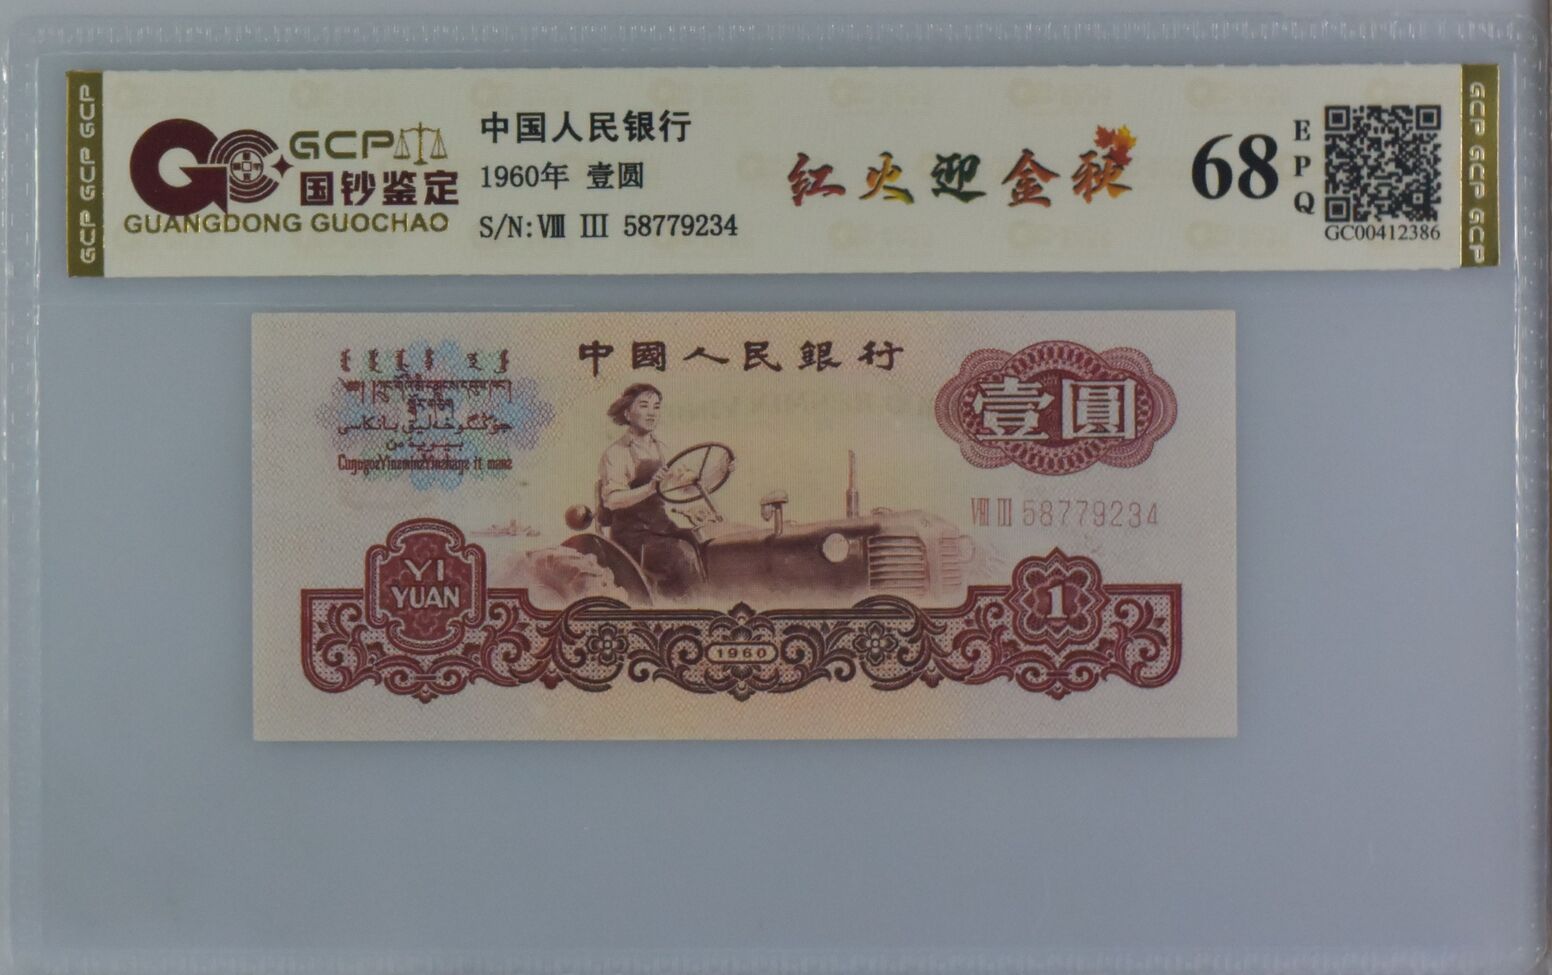 GCP GCP GCP
GCP
国钞鉴定
GUANGDONG GUOCHAO
中国人民银行
1960年 壹圆
S/N: Ⅷ Ⅲ 58779234
红火迎金秋
68
EPQ
GC00412386
GCP GCP GCP
中國人民銀行
壹圓
Ⅷ Ⅲ 58779234
YI
YUAN
1
1960